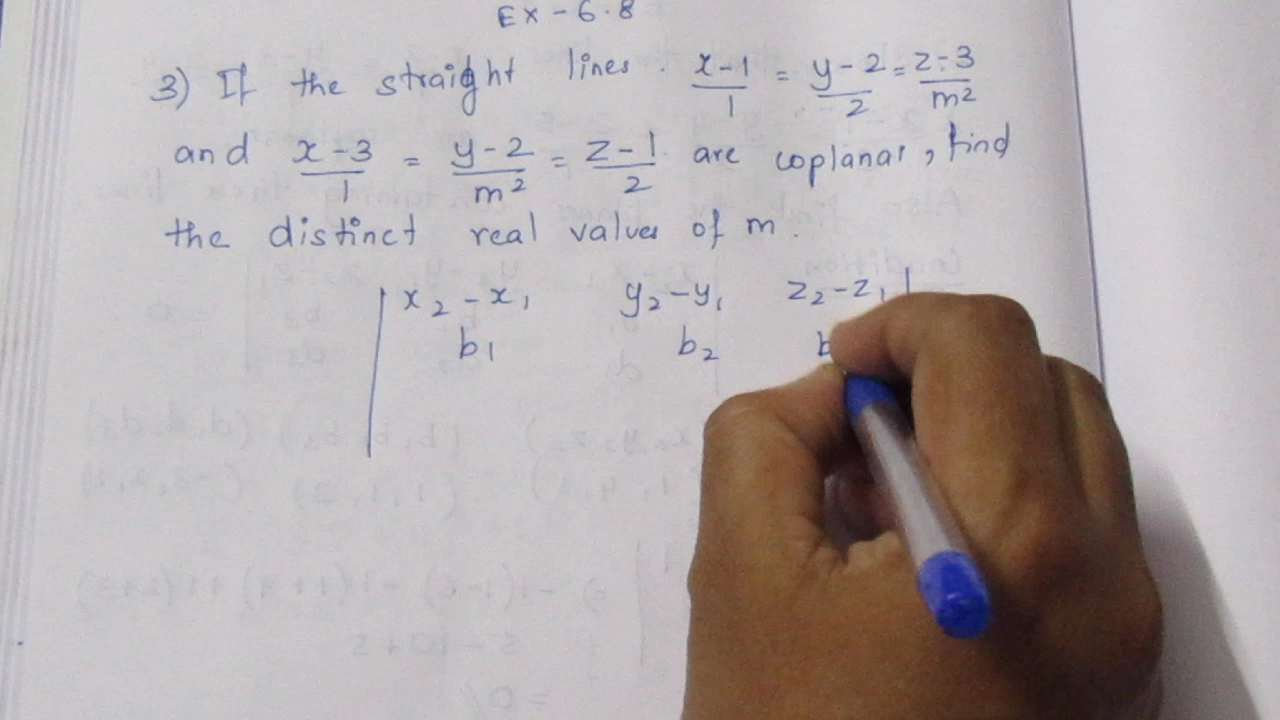 Ex - 6.8
3) If the straight lines. x-1/1 = y-2/2 = z-3/m²
and x-3/1 = y-2/m² = z-1/2 are coplanar, find
the distinct real values of m.
| x₂-x₁ y₂-y₁ z₂-z₁ |
b₁ b₂ b